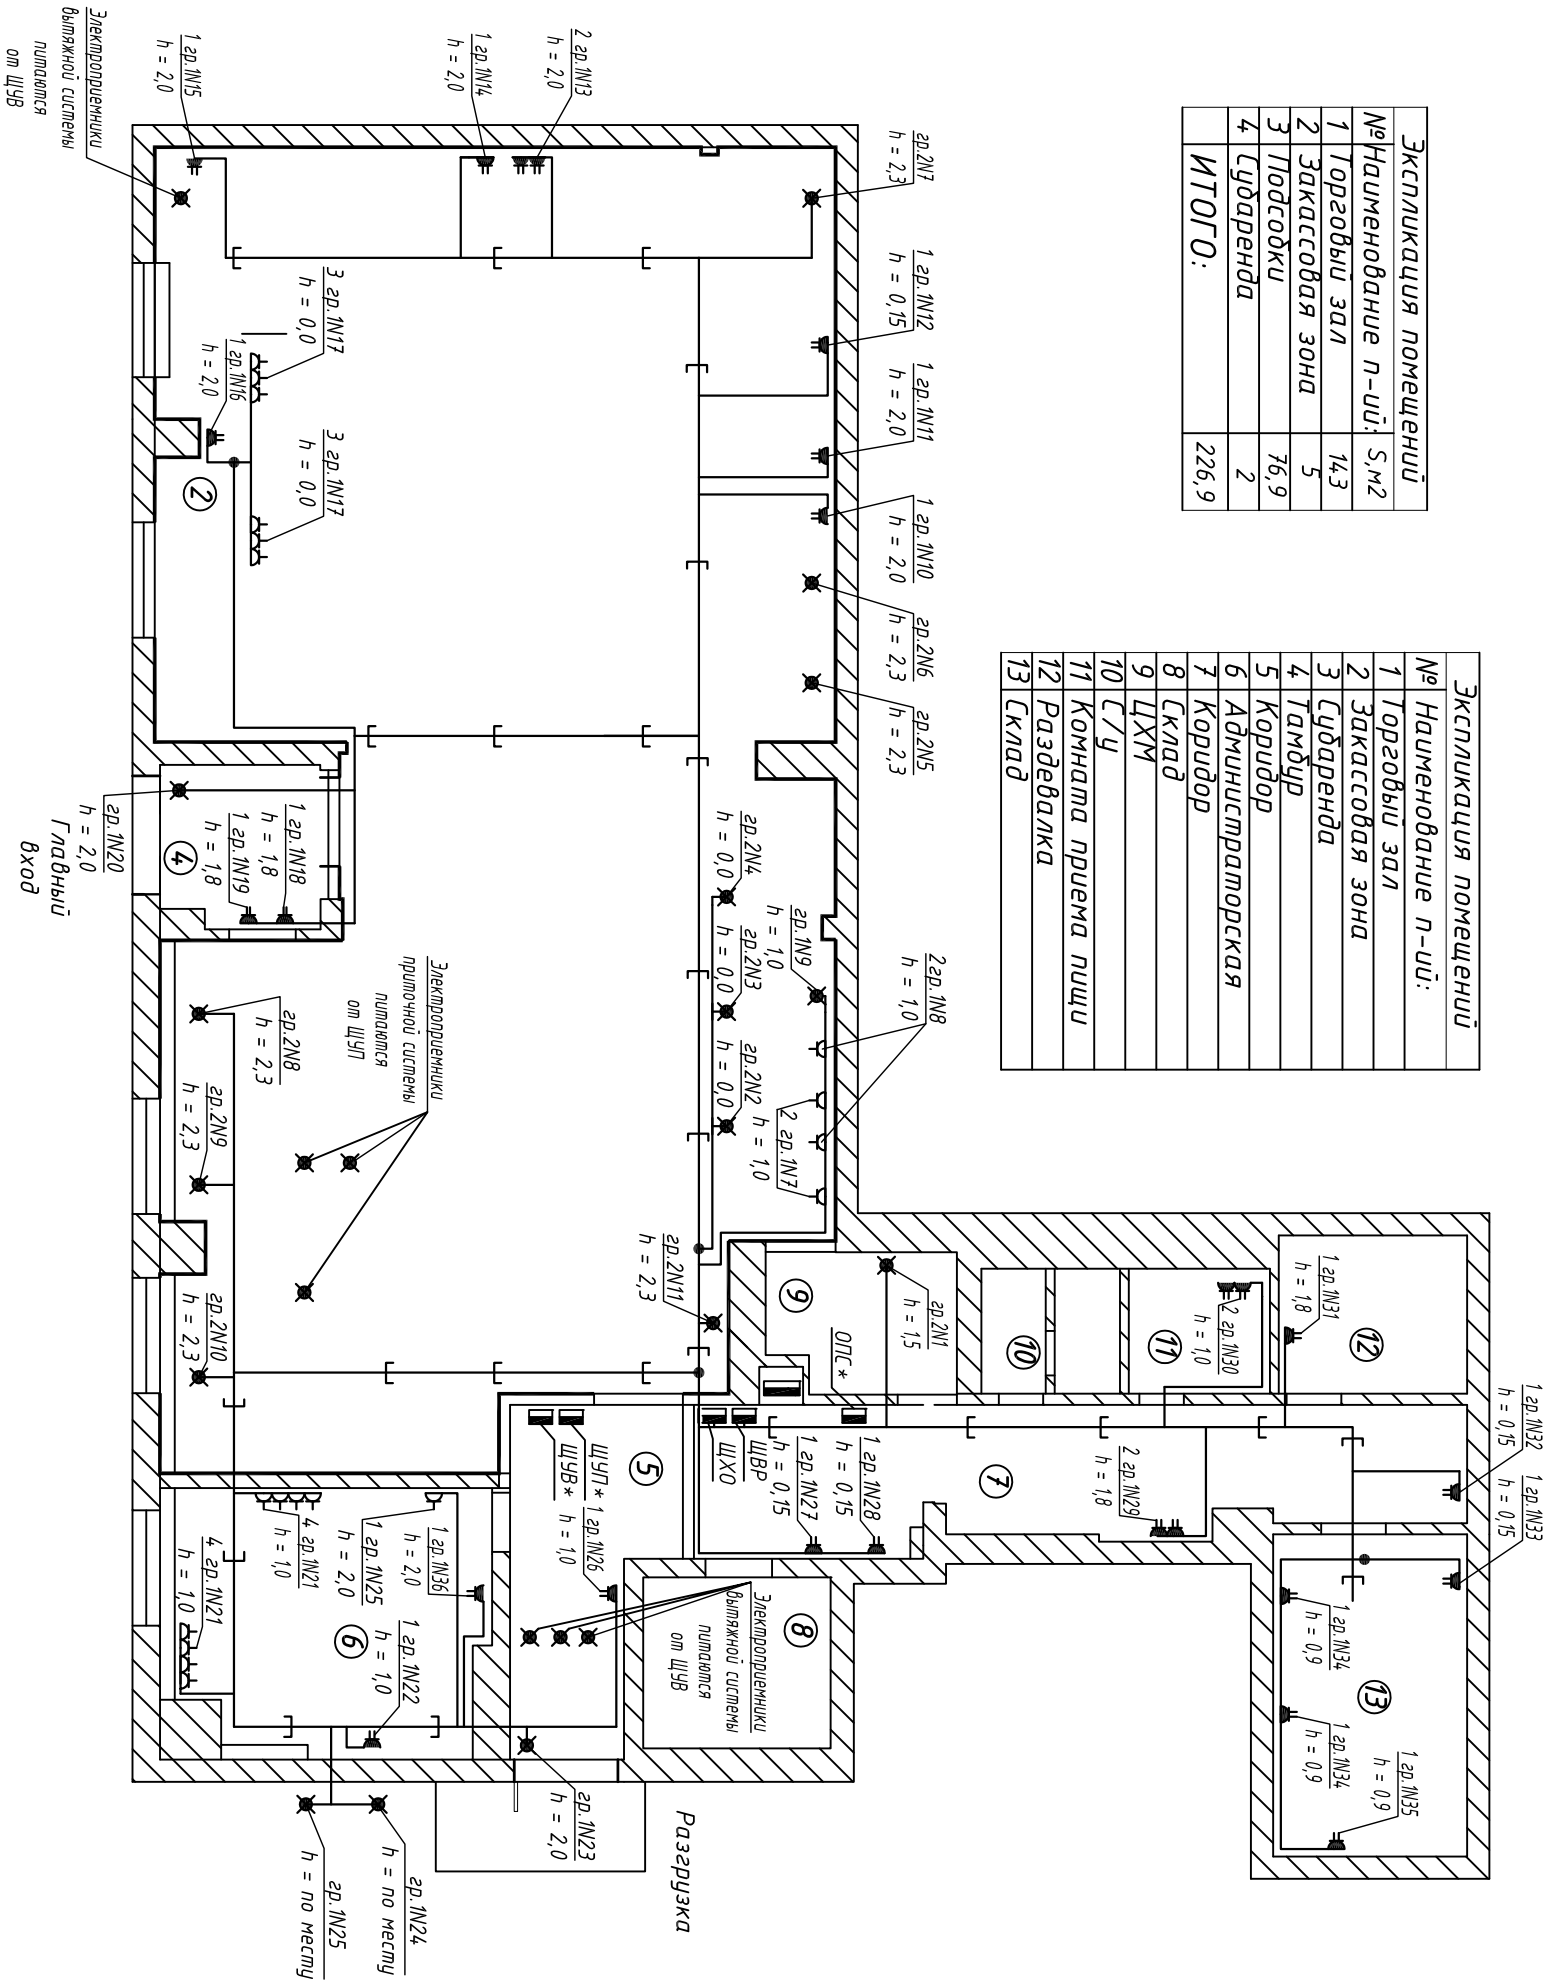 Экспликация помещений
№ Наименование п-ий: S,м2
1 Торговый зал 143
2 Закассовая зона 5
3 Подсобки 76,9
4 Субаренда 2
ИТОГО: 226,9
Экспликация помещений
№ Наименование п-ий:
1 Торговый зал
2 Закассовая зона
3 Субаренда
4 Тамбур
5 Коридор
6 Администраторская
7 Коридор
8 Склад
9 ЦХМ
10 С/у
11 Комната приема пищи
12 Раздевалка
13 Склад
2 гр.1N13
h = 2,0
1 гр.1N14
h = 2,0
1 гр.1N15
h = 2,0
Электроприемники
вытяжной системы
питаются
от ЩУВ
гр.2N7
h = 2,3
1 гр.1N12
h = 0,15
1 гр.1N11
h = 2,0
1 гр.1N10
h = 2,0
гр.2N6
h = 2,3
гр.2N5
h = 2,3
3 гр.1N17
h = 0,0
1 гр.1N16
h = 2,0
3 гр.1N17
h = 0,0
2
гр.2N4
h = 0,0
гр.1N9
h = 1,0
2гр.1N8
h = 1,0
гр.2N3
h = 0,0
гр.2N2
h = 0,0
2 гр.1N7
h = 1,0
1 гр.1N18
h = 1,8
1 гр.1N19
h = 1,8
4
гр.1N20
h = 2,0
Главный
вход
Электроприемники
приточной системы
питаются
от ЩУП
гр.2N8
h = 2,3
гр.2N9
h = 2,3
гр.2N10
h = 2,3
гр.2N11
h = 2,3
9
гр.2N1
h = 1,5
ОПС*
10
11
2 гр.1N30
h = 1,0
1 гр.1N31
h = 1,8
12
1 гр.1N32
h = 0,15
1 гр.1N33
h = 0,15
7
2 гр.1N29
h = 1,8
1 гр.1N28
h = 0,15
1 гр.1N27
h = 0,15
ЩВР
ЩХО
5
ЩУП*
ЩУВ*
1 гр.1N26
h = 1,0
1 гр.1N36
h = 2,0
1 гр.1N25
h = 2,0
4 гр.1N21
h = 1,0
4 гр.1N21
h = 1,0
6
1 гр.1N22
h = 1,0
8
Электроприемники
вытяжной системы
питаются
от ЩУВ
13
1 гр.1N34
h = 0,9
1 гр.1N34
h = 0,9
1 гр.1N35
h = 0,9
Разгрузка
гр.1N23
h = 2,0
гр.1N24
h = по месту
гр.1N25
h = по месту